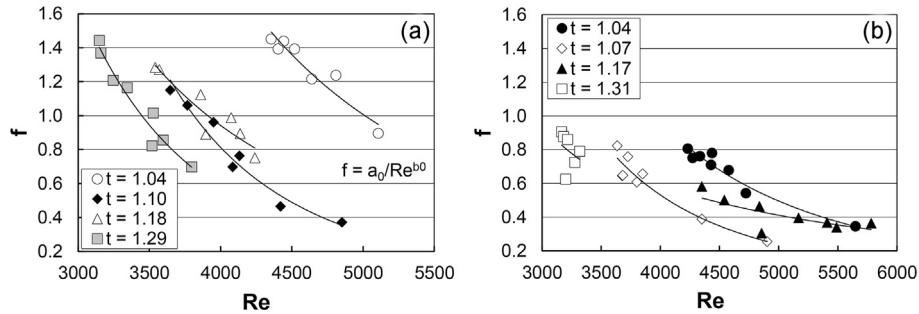 1.6
1.4
1.2
1.0
0.8
0.6
0.4
0.2
f
(a)
t = 1.04
t = 1.10
t = 1.18
t = 1.29
f = a₀/Reᵇ⁰
3000 3500 4000 4500 5000 5500
Re
1.6
1.4
1.2
1.0
0.8
0.6
0.4
0.2
f
(b)
t = 1.04
t = 1.07
t = 1.17
t = 1.31
3000 3500 4000 4500 5000 5500 6000
Re